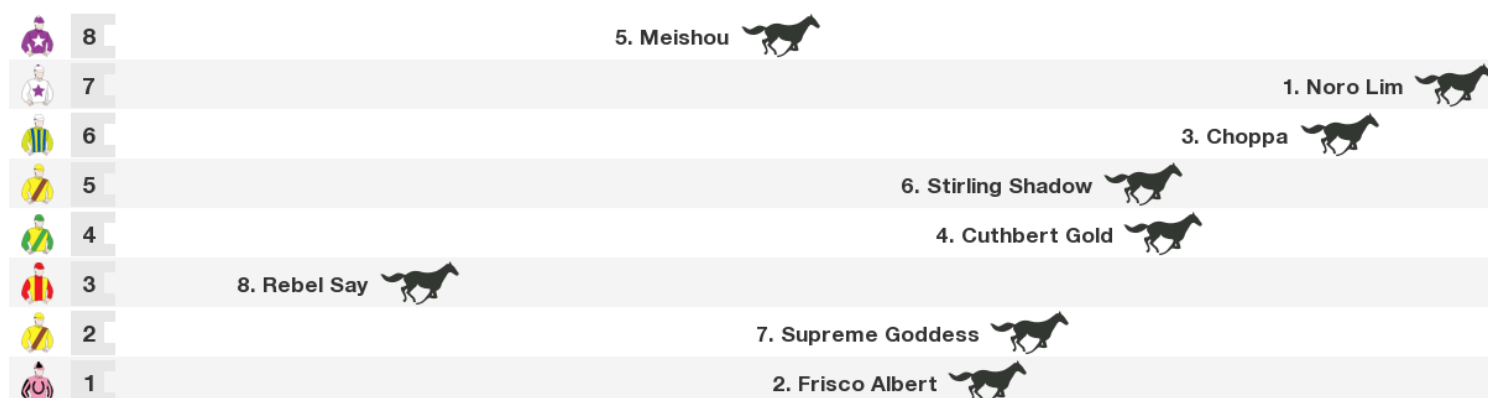 8 5. Meishou
7 1. Noro Lim
6 3. Choppa
5 6. Stirling Shadow
4 4. Cuthbert Gold
3 8. Rebel Say
2 7. Supreme Goddess
1 2. Frisco Albert